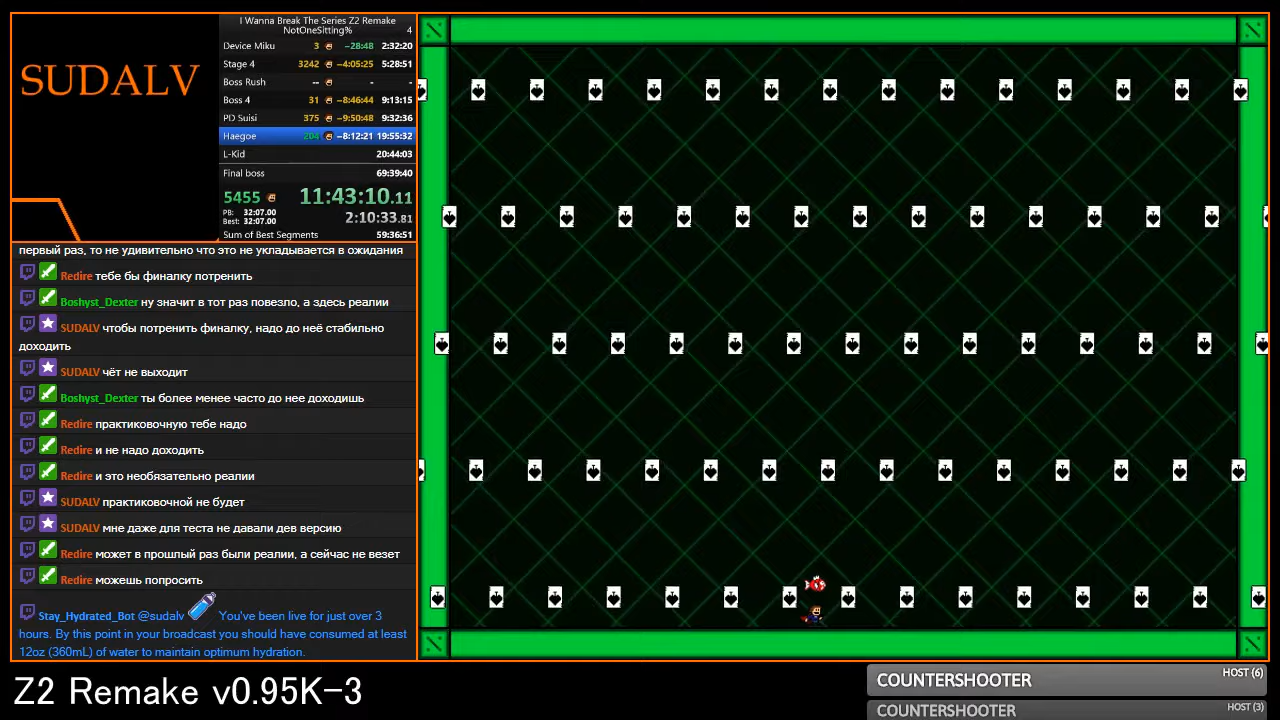 SUDALV
I Wanna Break The Series Z2 Remake
NotOneSitting% 4
Device Miku 3 −28:48 2:32:20
Stage 4 3242 −4:05:25 5:28:51
Boss Rush -- - -
Boss 4 31 −8:46:44 9:13:15
PD Suisi 375 −9:50:48 9:32:36
Haegoe 204 −8:12:21 19:55:32
L-Kid 20:44:03
Final boss 69:39:40
5455 11:43:10.11
PB: 32:07.00
Best: 32:07.00
2:10:33.81
Sum of Best Segments 59:36:51
первый раз, то не удивительно что это не укладывается в ожидания
Redire тебе бы финалку потренить
Boshyst_Dexter ну значит в тот раз повезло, а здесь реалии
SUDALV чтобы потренить финалку, надо до неё стабильно
доходить
SUDALV чёт не выходит
Boshyst_Dexter ты более менее часто до нее доходишь
Redire практиковочную тебе надо
Redire и не надо доходить
Redire и это необязательно реалии
SUDALV практиковочной не будет
SUDALV мне даже для теста не давали дев версию
Redire может в прошлый раз были реалии, а сейчас не везет
Redire можешь попросить
Stay_Hydrated_Bot @sudalv You've been live for just over 3
hours. By this point in your broadcast you should have consumed at least
12oz (360mL) of water to maintain optimum hydration.
Z2 Remake v0.95K-3
COUNTERSHOOTER HOST (6)
COUNTERSHOOTER HOST (3)